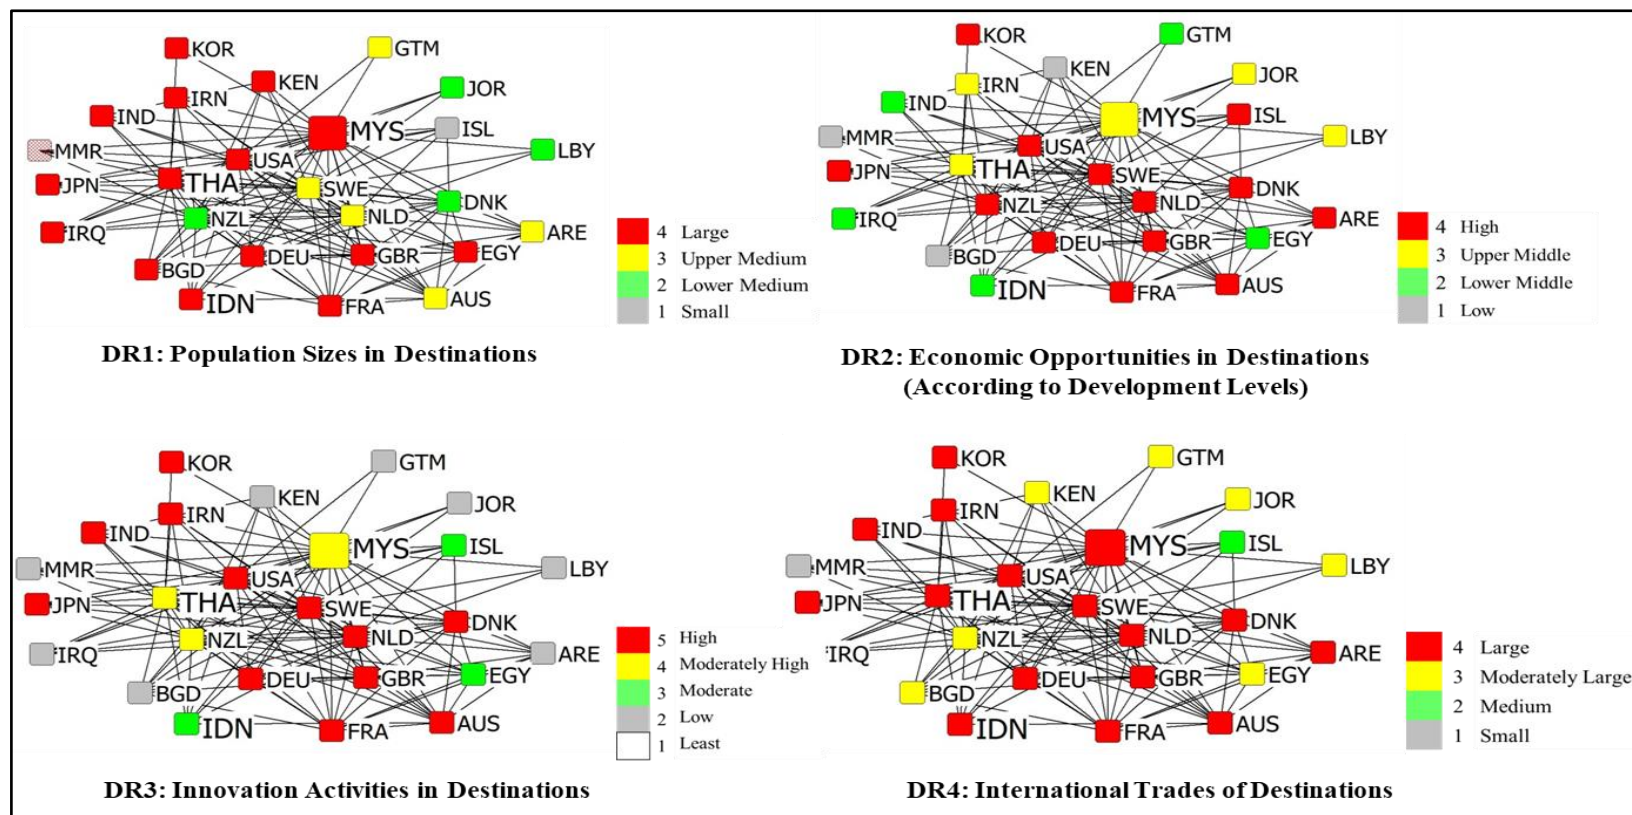 KOR
GTM
KEN
JOR
IRN
IND
MYS
ISL
MMR
USA
LBY
JPN
THA
SWE
DNK
NZL
NLD
IRQ
ARE
DEU
GBR
EGY
BGD
IDN
FRA
AUS
4 Large
3 Upper Medium
2 Lower Medium
1 Small
DR1: Population Sizes in Destinations
KOR
GTM
KEN
JOR
IRN
IND
MYS
ISL
MMR
USA
LBY
JPN
THA
SWE
DNK
NZL
NLD
IRQ
ARE
DEU
GBR
EGY
BGD
IDN
FRA
AUS
4 High
3 Upper Middle
2 Lower Middle
1 Low
DR2: Economic Opportunities in Destinations
(According to Development Levels)
KOR
GTM
KEN
JOR
IRN
IND
MYS
ISL
MMR
USA
LBY
JPN
THA
SWE
DNK
NZL
NLD
IRQ
ARE
DEU
GBR
EGY
BGD
IDN
FRA
AUS
5 High
4 Moderately High
3 Moderate
2 Low
1 Least
DR3: Innovation Activities in Destinations
KOR
GTM
KEN
JOR
IRN
IND
MYS
ISL
MMR
USA
LBY
JPN
THA
SWE
DNK
NZL
NLD
IRQ
ARE
DEU
GBR
EGY
BGD
IDN
FRA
AUS
4 Large
3 Moderately Large
2 Medium
1 Small
DR4: International Trades of Destinations